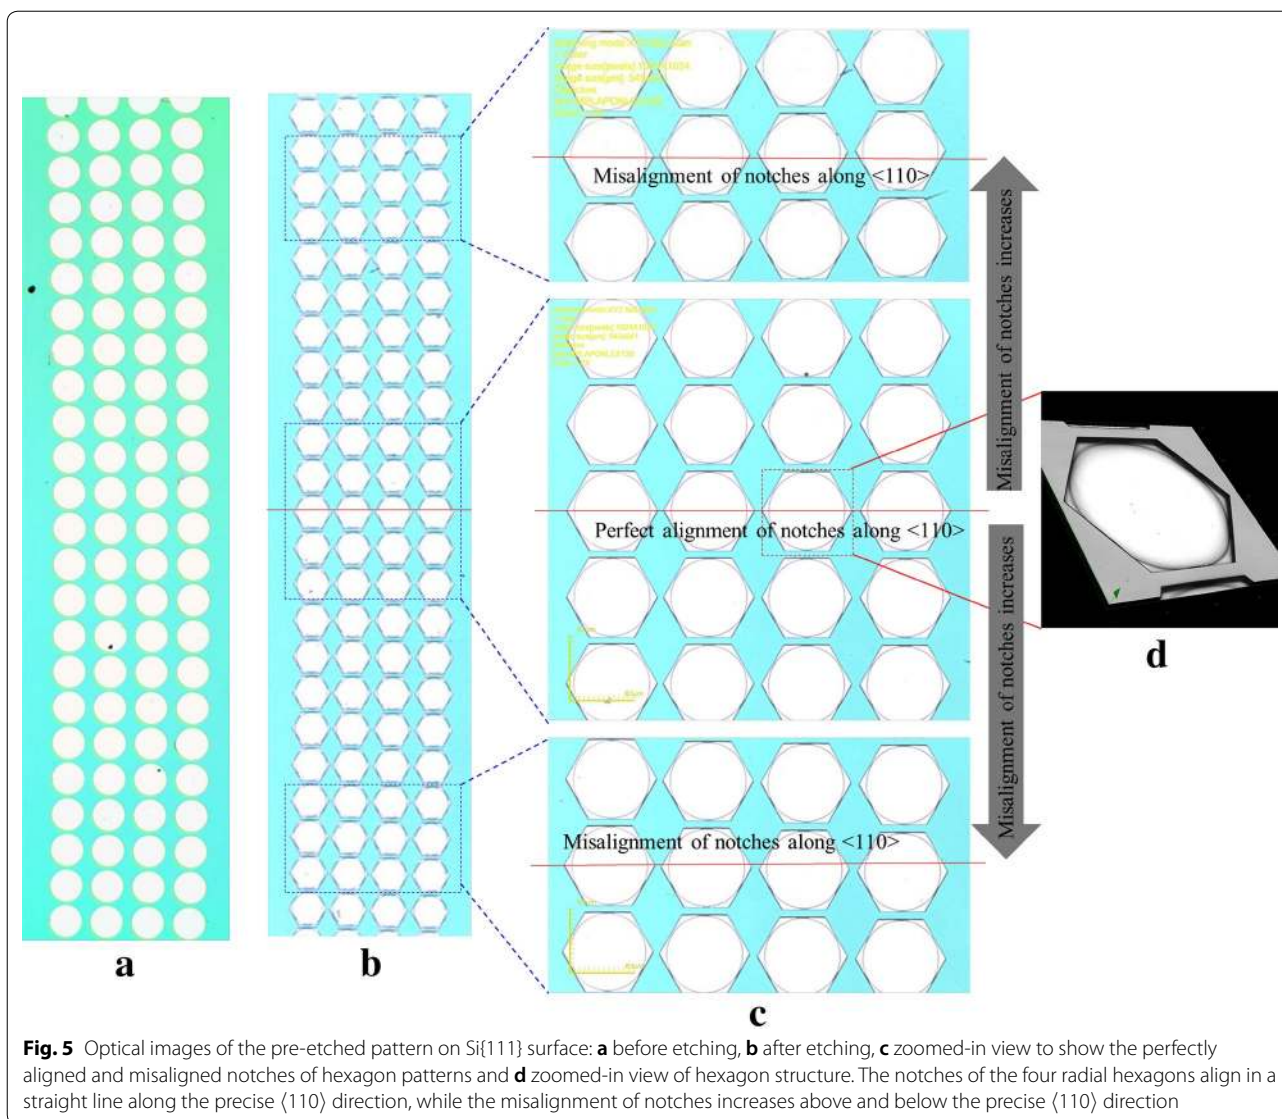 Misalignment of notches along <110>
Misalignment of notches increases
Perfect alignment of notches along <110>
Misalignment of notches increases
Misalignment of notches along <110>
a
b
c
d
Fig. 5 Optical images of the pre-etched pattern on Si{111} surface: a before etching, b after etching, c zoomed-in view to show the perfectly
aligned and misaligned notches of hexagon patterns and d zoomed-in view of hexagon structure. The notches of the four radial hexagons align in a
straight line along the precise ⟨110⟩ direction, while the misalignment of notches increases above and below the precise ⟨110⟩ direction